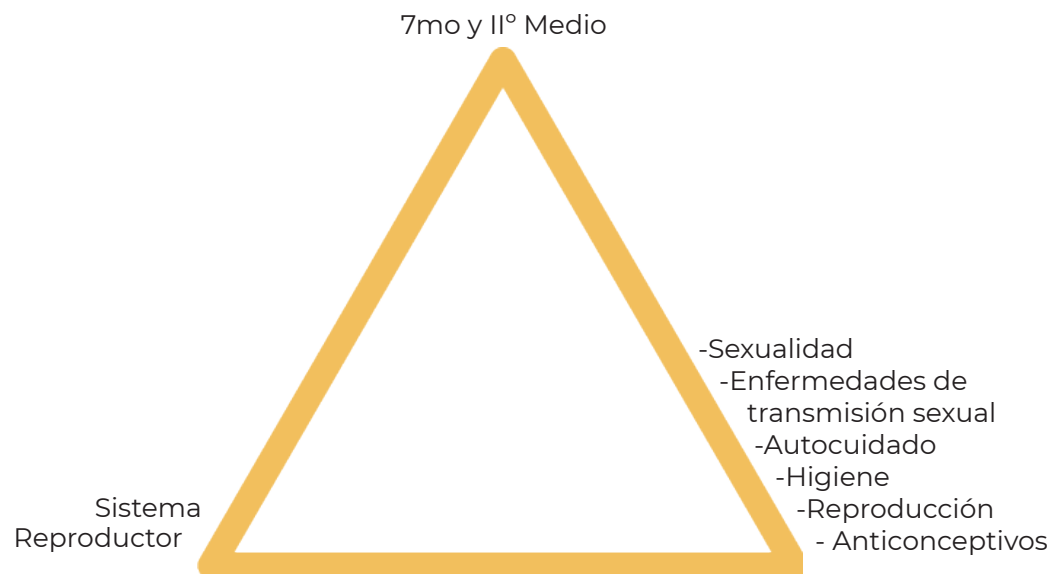 7mo y IIº Medio
-Sexualidad
-Enfermedades de
transmisión sexual
-Autocuidado
-Higiene
-Reproducción
- Anticonceptivos
Sistema
Reproductor